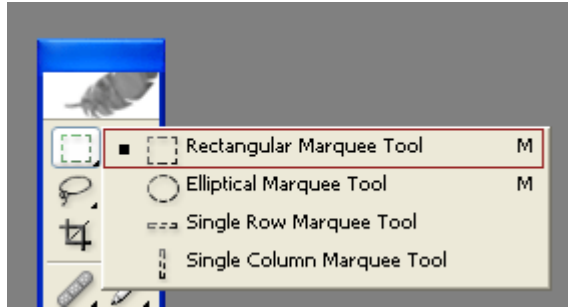 Rectangular Marquee Tool M
Elliptical Marquee Tool M
Single Row Marquee Tool
Single Column Marquee Tool